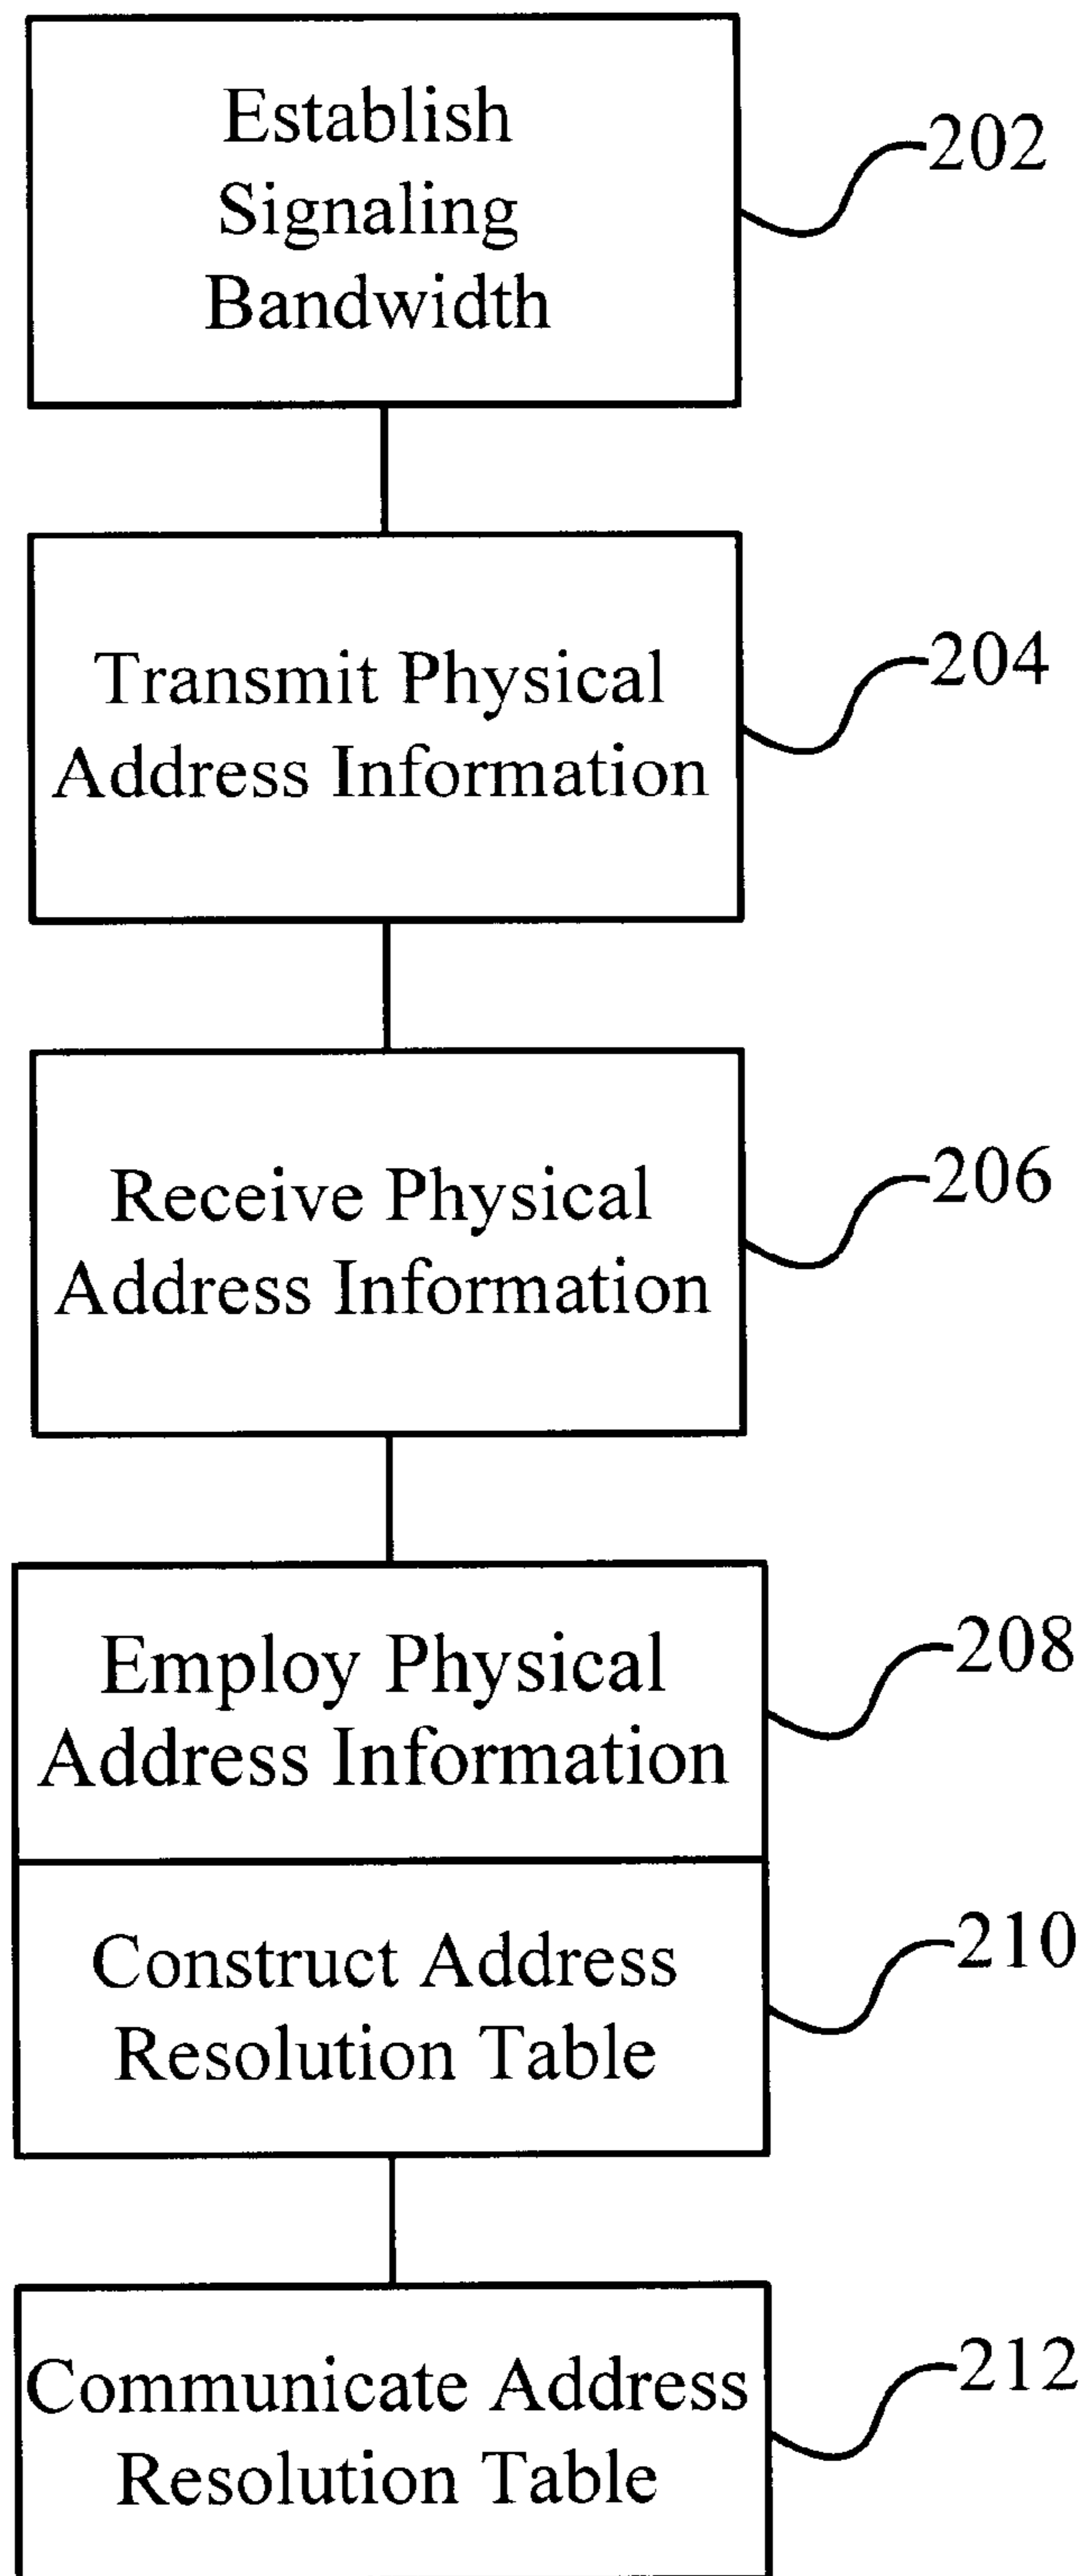 Establish
Signaling
Bandwidth
202
Transmit Physical
Address Information
204
Receive Physical
Address Information
206
Employ Physical
Address Information
208
Construct Address
Resolution Table
210
Communicate Address
Resolution Table
212